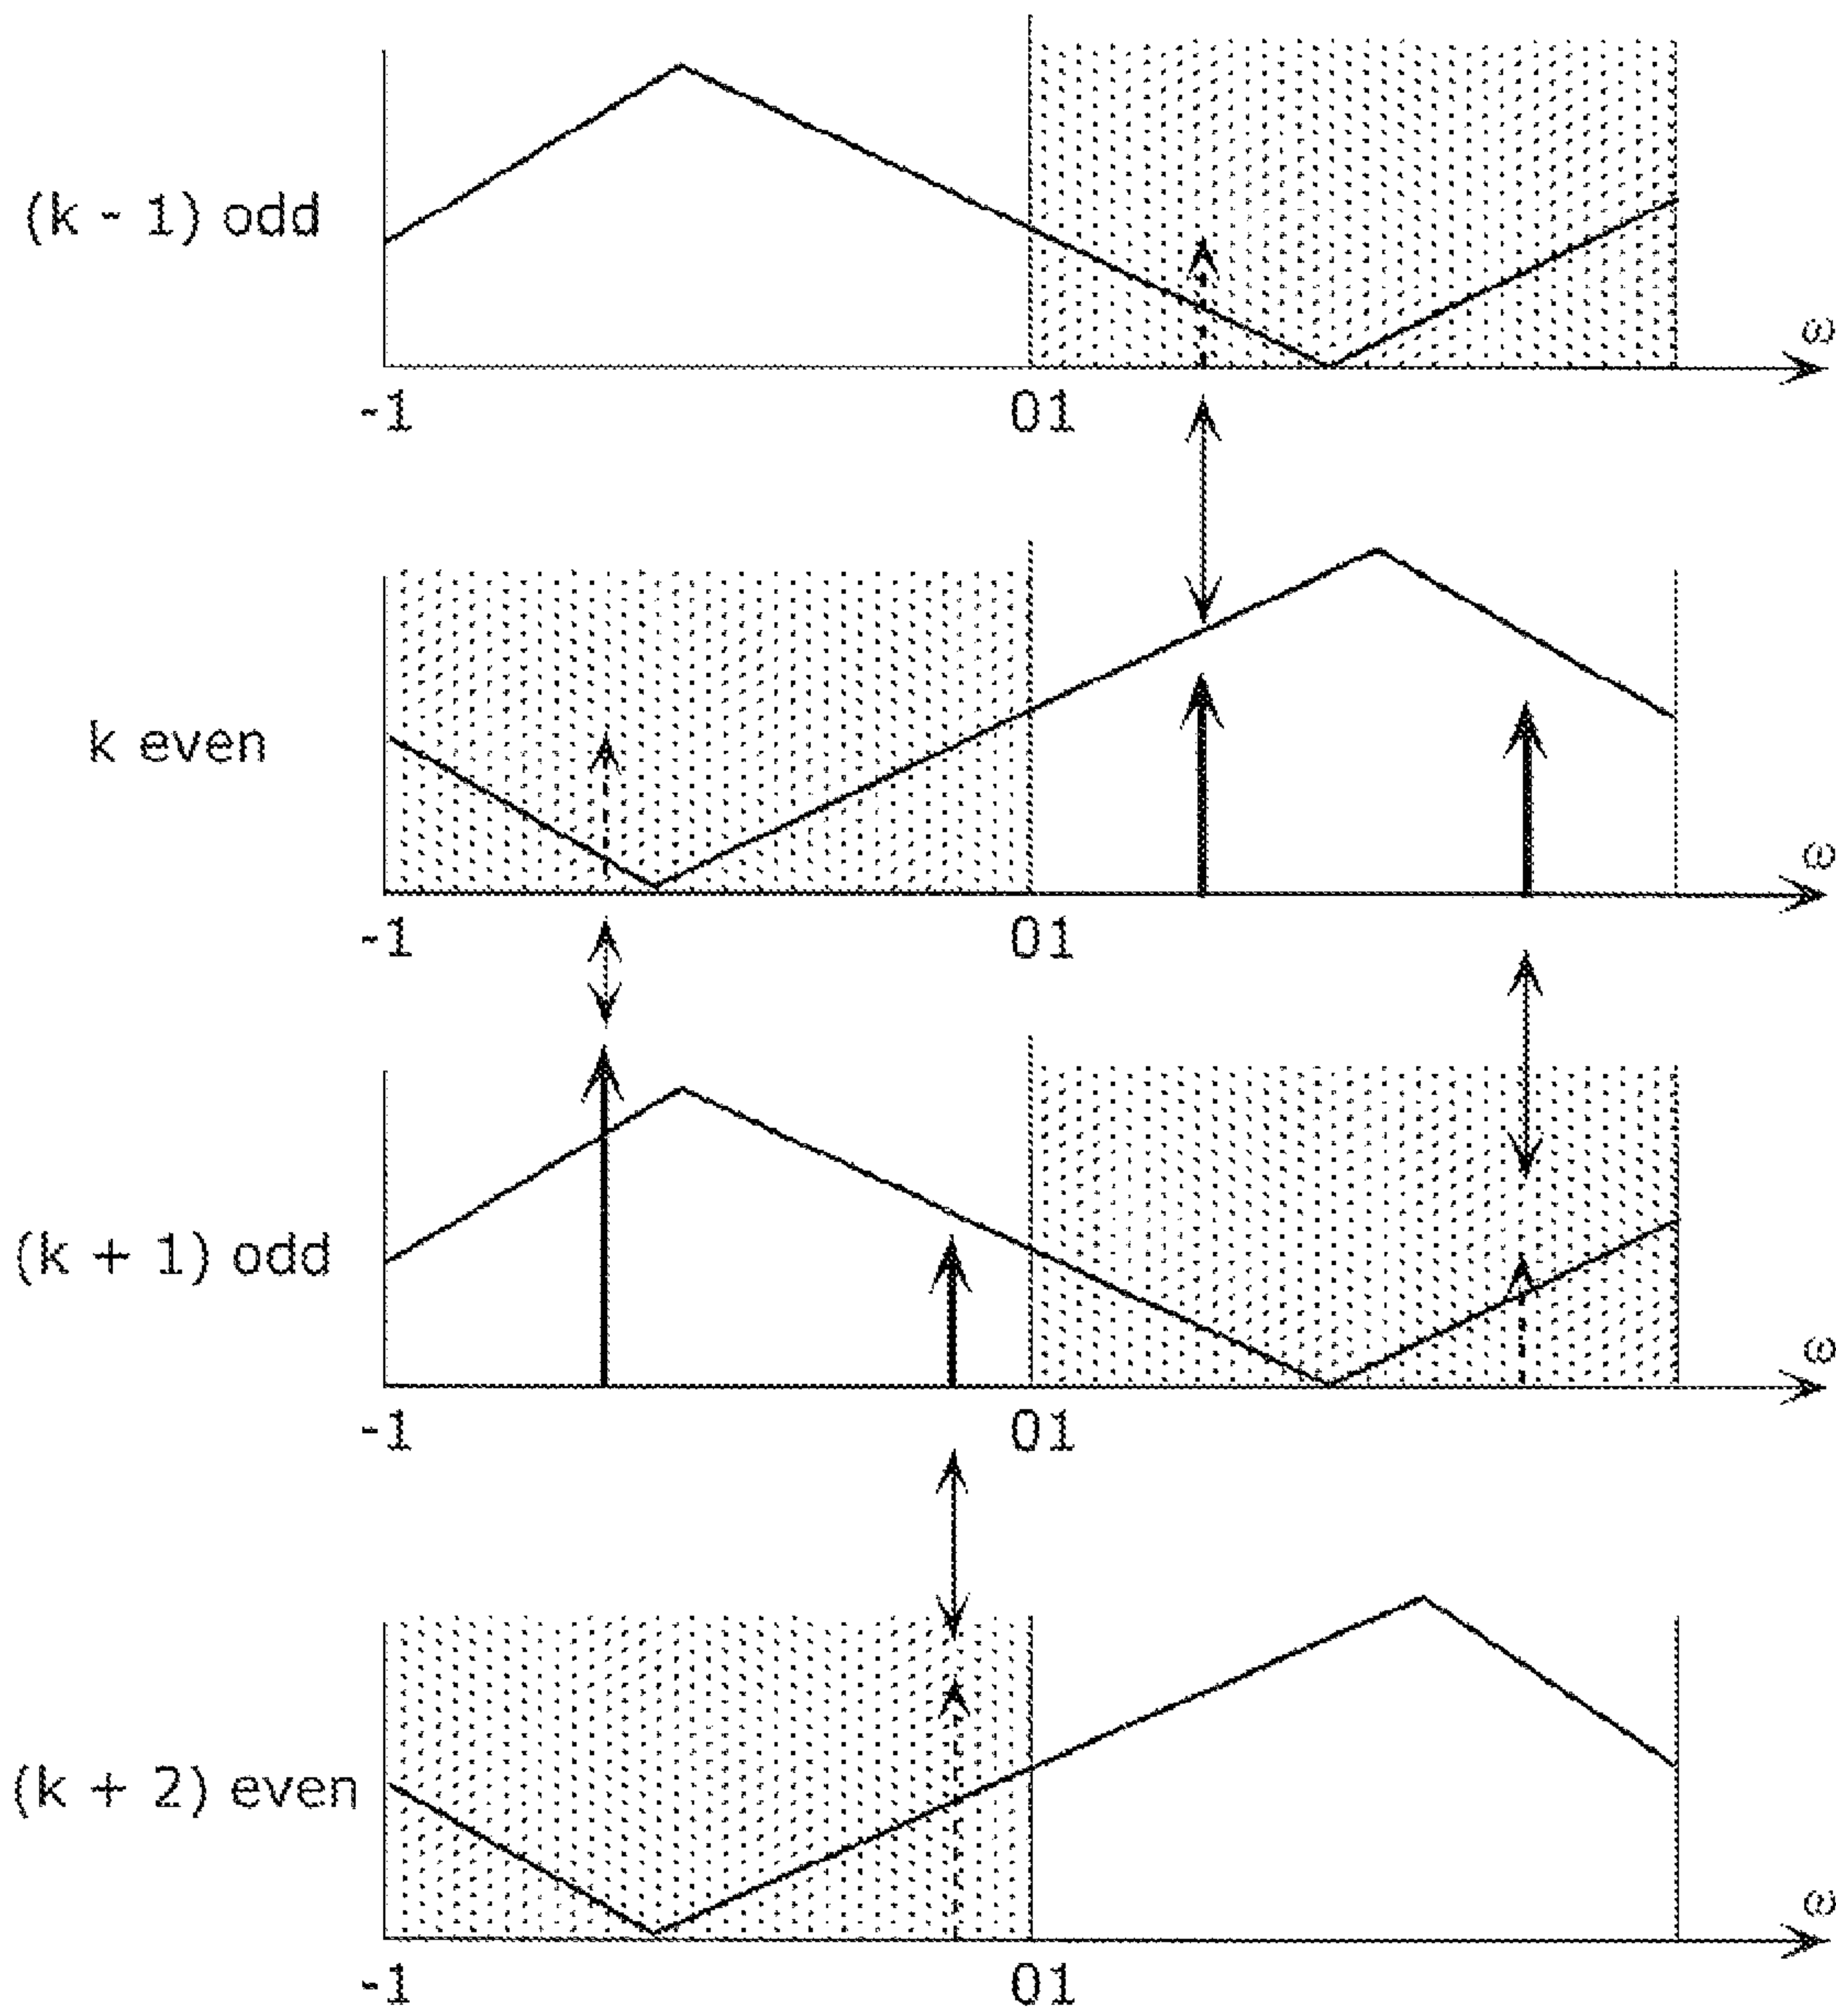 (k - 1) odd
ω
-1
01
k even
ω
-1
01
(k + 1) odd
ω
-1
01
(k + 2) even
ω
-1
01